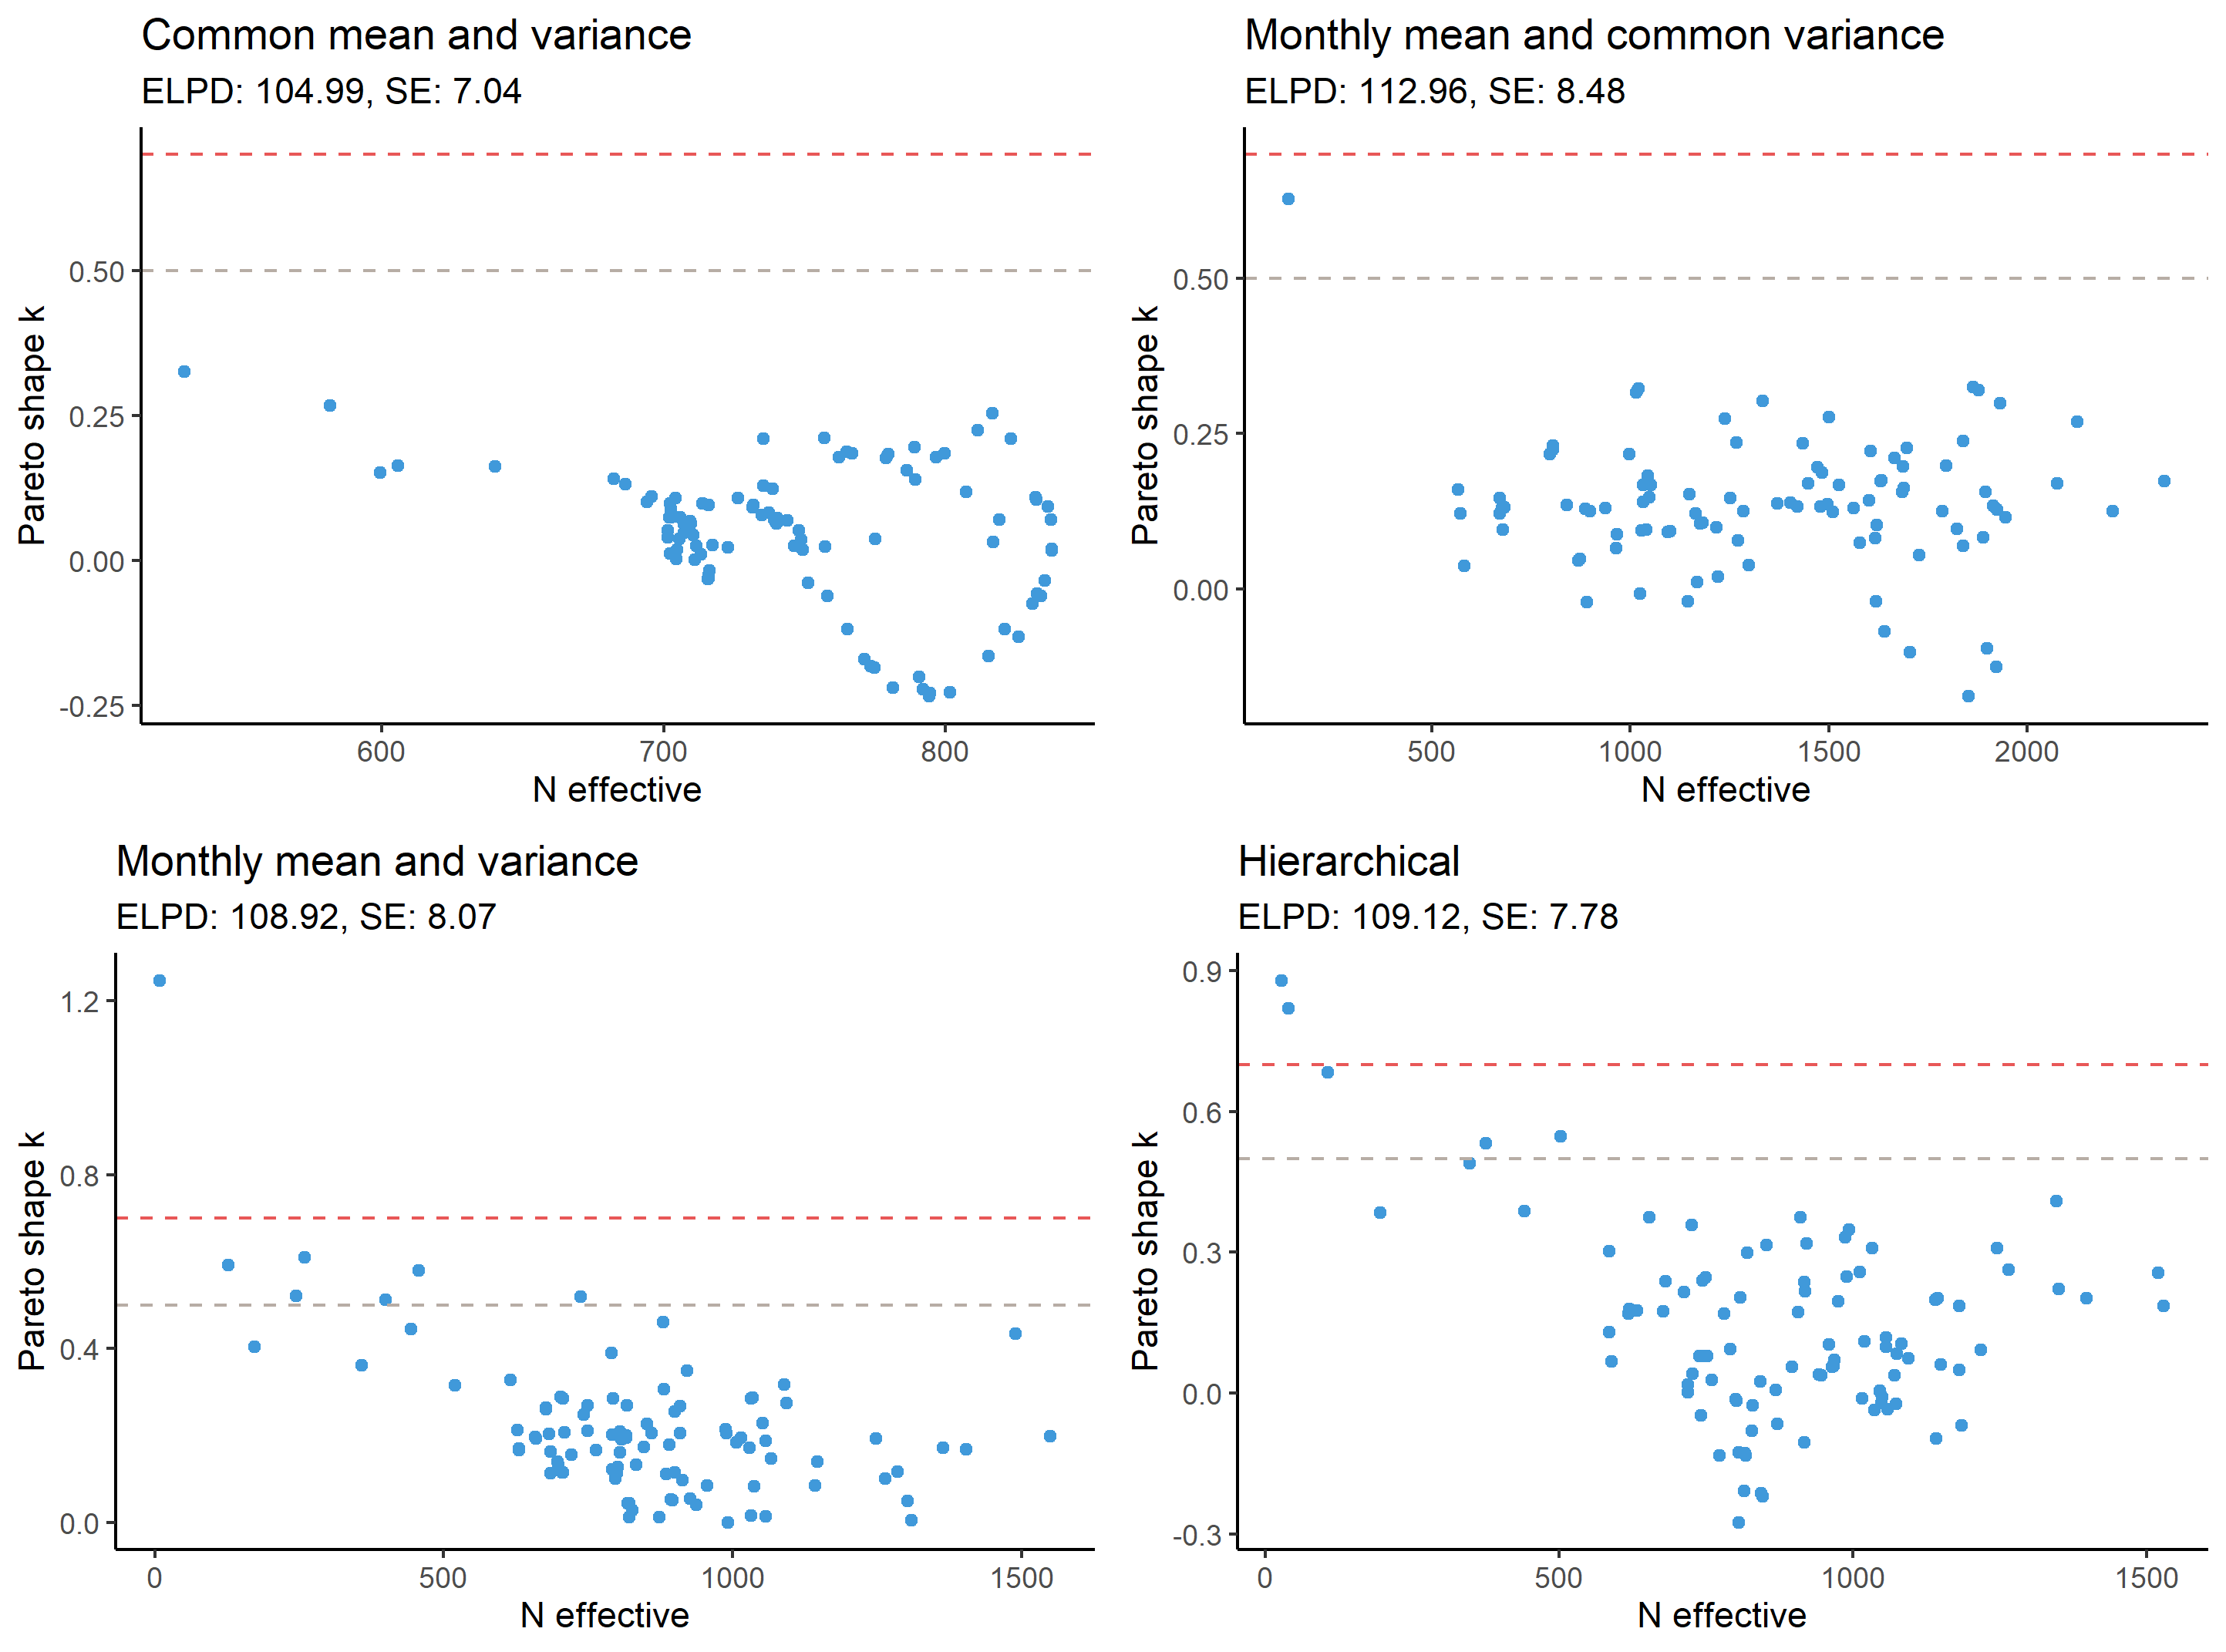 Common mean and variance
ELPD: 104.99, SE: 7.04
Pareto shape k
0.50
0.25
0.00
-0.25
600 700 800
N effective
Monthly mean and common variance
ELPD: 112.96, SE: 8.48
Pareto shape k
0.50
0.25
0.00
500 1000 1500 2000
N effective
Monthly mean and variance
ELPD: 108.92, SE: 8.07
Pareto shape k
1.2
0.8
0.4
0.0
0 500 1000 1500
N effective
Hierarchical
ELPD: 109.12, SE: 7.78
Pareto shape k
0.9
0.6
0.3
0.0
-0.3
0 500 1000 1500
N effective